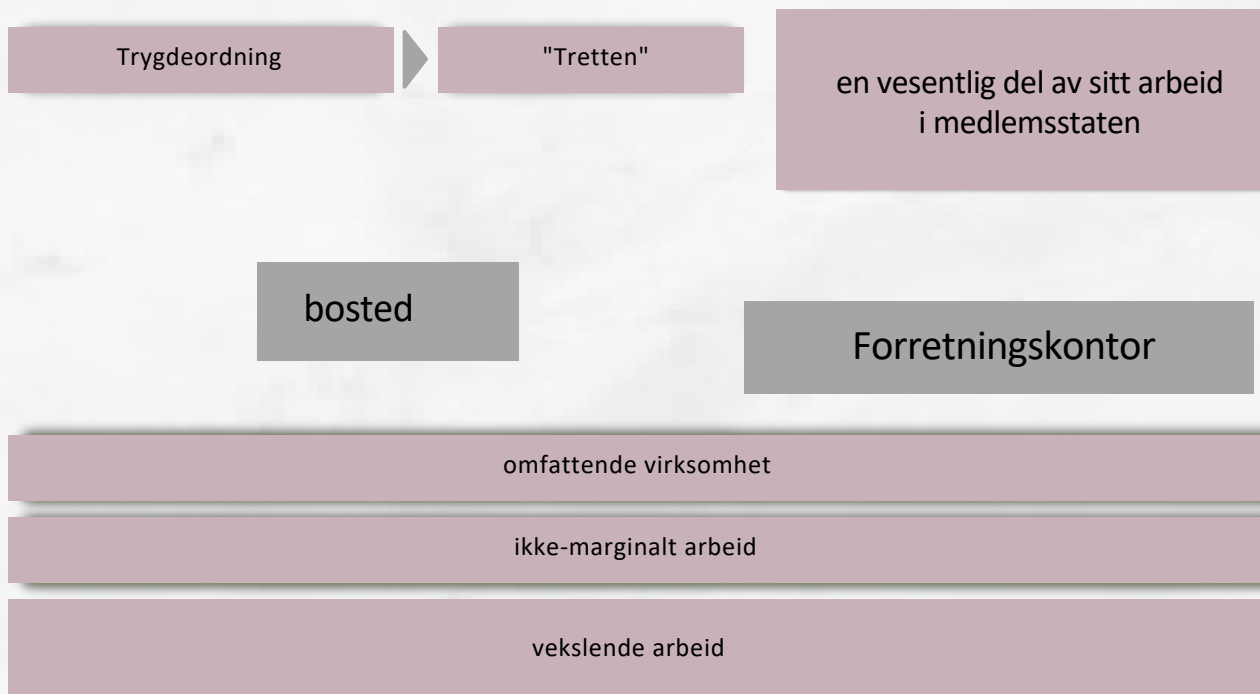 Trygdeordning
"Tretten"
en vesentlig del av sitt arbeid
i medlemsstaten
bosted
Forretningskontor
omfattende virksomhet
ikke-marginalt arbeid
vekslende arbeid